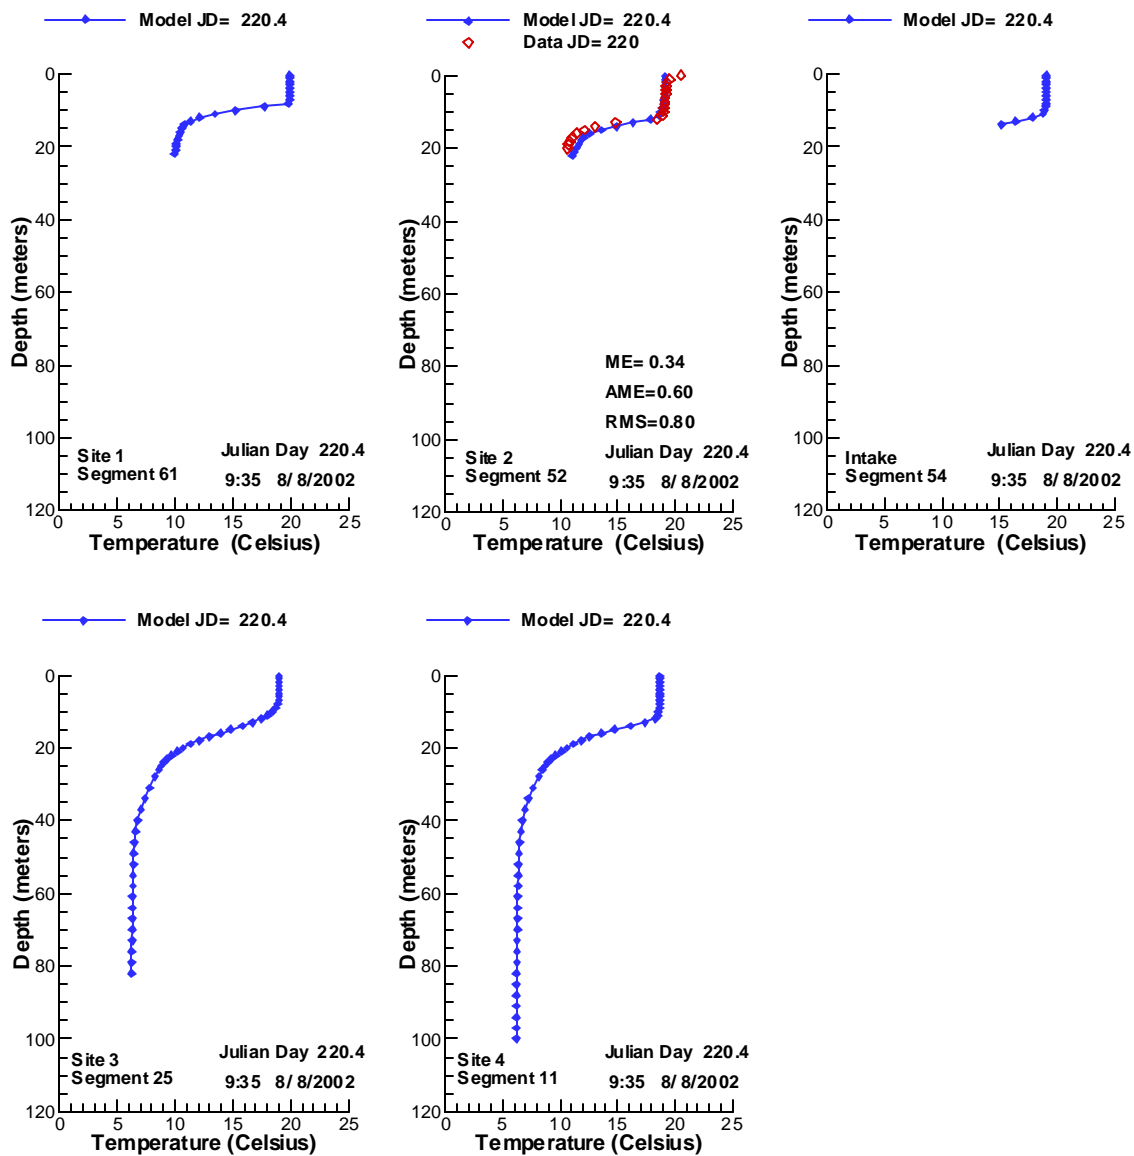 Model JD= 220.4
0
20
40
60
80
100
120
Depth (meters)
Site 1
Segment 61
Julian Day 220.4
9:35 8/ 8/2002
0 5 10 15 20 25
Temperature (Celsius)
Model JD= 220.4
Data JD= 220
0
20
40
60
80
100
120
Depth (meters)
ME= 0.34
AME=0.60
RMS=0.80
Site 2
Segment 52
Julian Day 220.4
9:35 8/ 8/2002
0 5 10 15 20 25
Temperature (Celsius)
Model JD= 220.4
0
20
40
60
80
100
120
Depth (meters)
Intake
Segment 54
Julian Day 220.4
9:35 8/ 8/2002
0 5 10 15 20 25
Temperature (Celsius)
Model JD= 220.4
0
20
40
60
80
100
120
Depth (meters)
Site 3
Segment 25
Julian Day 220.4
9:35 8/ 8/2002
0 5 10 15 20 25
Temperature (Celsius)
Model JD= 220.4
0
20
40
60
80
100
120
Depth (meters)
Site 4
Segment 11
Julian Day 220.4
9:35 8/ 8/2002
0 5 10 15 20 25
Temperature (Celsius)